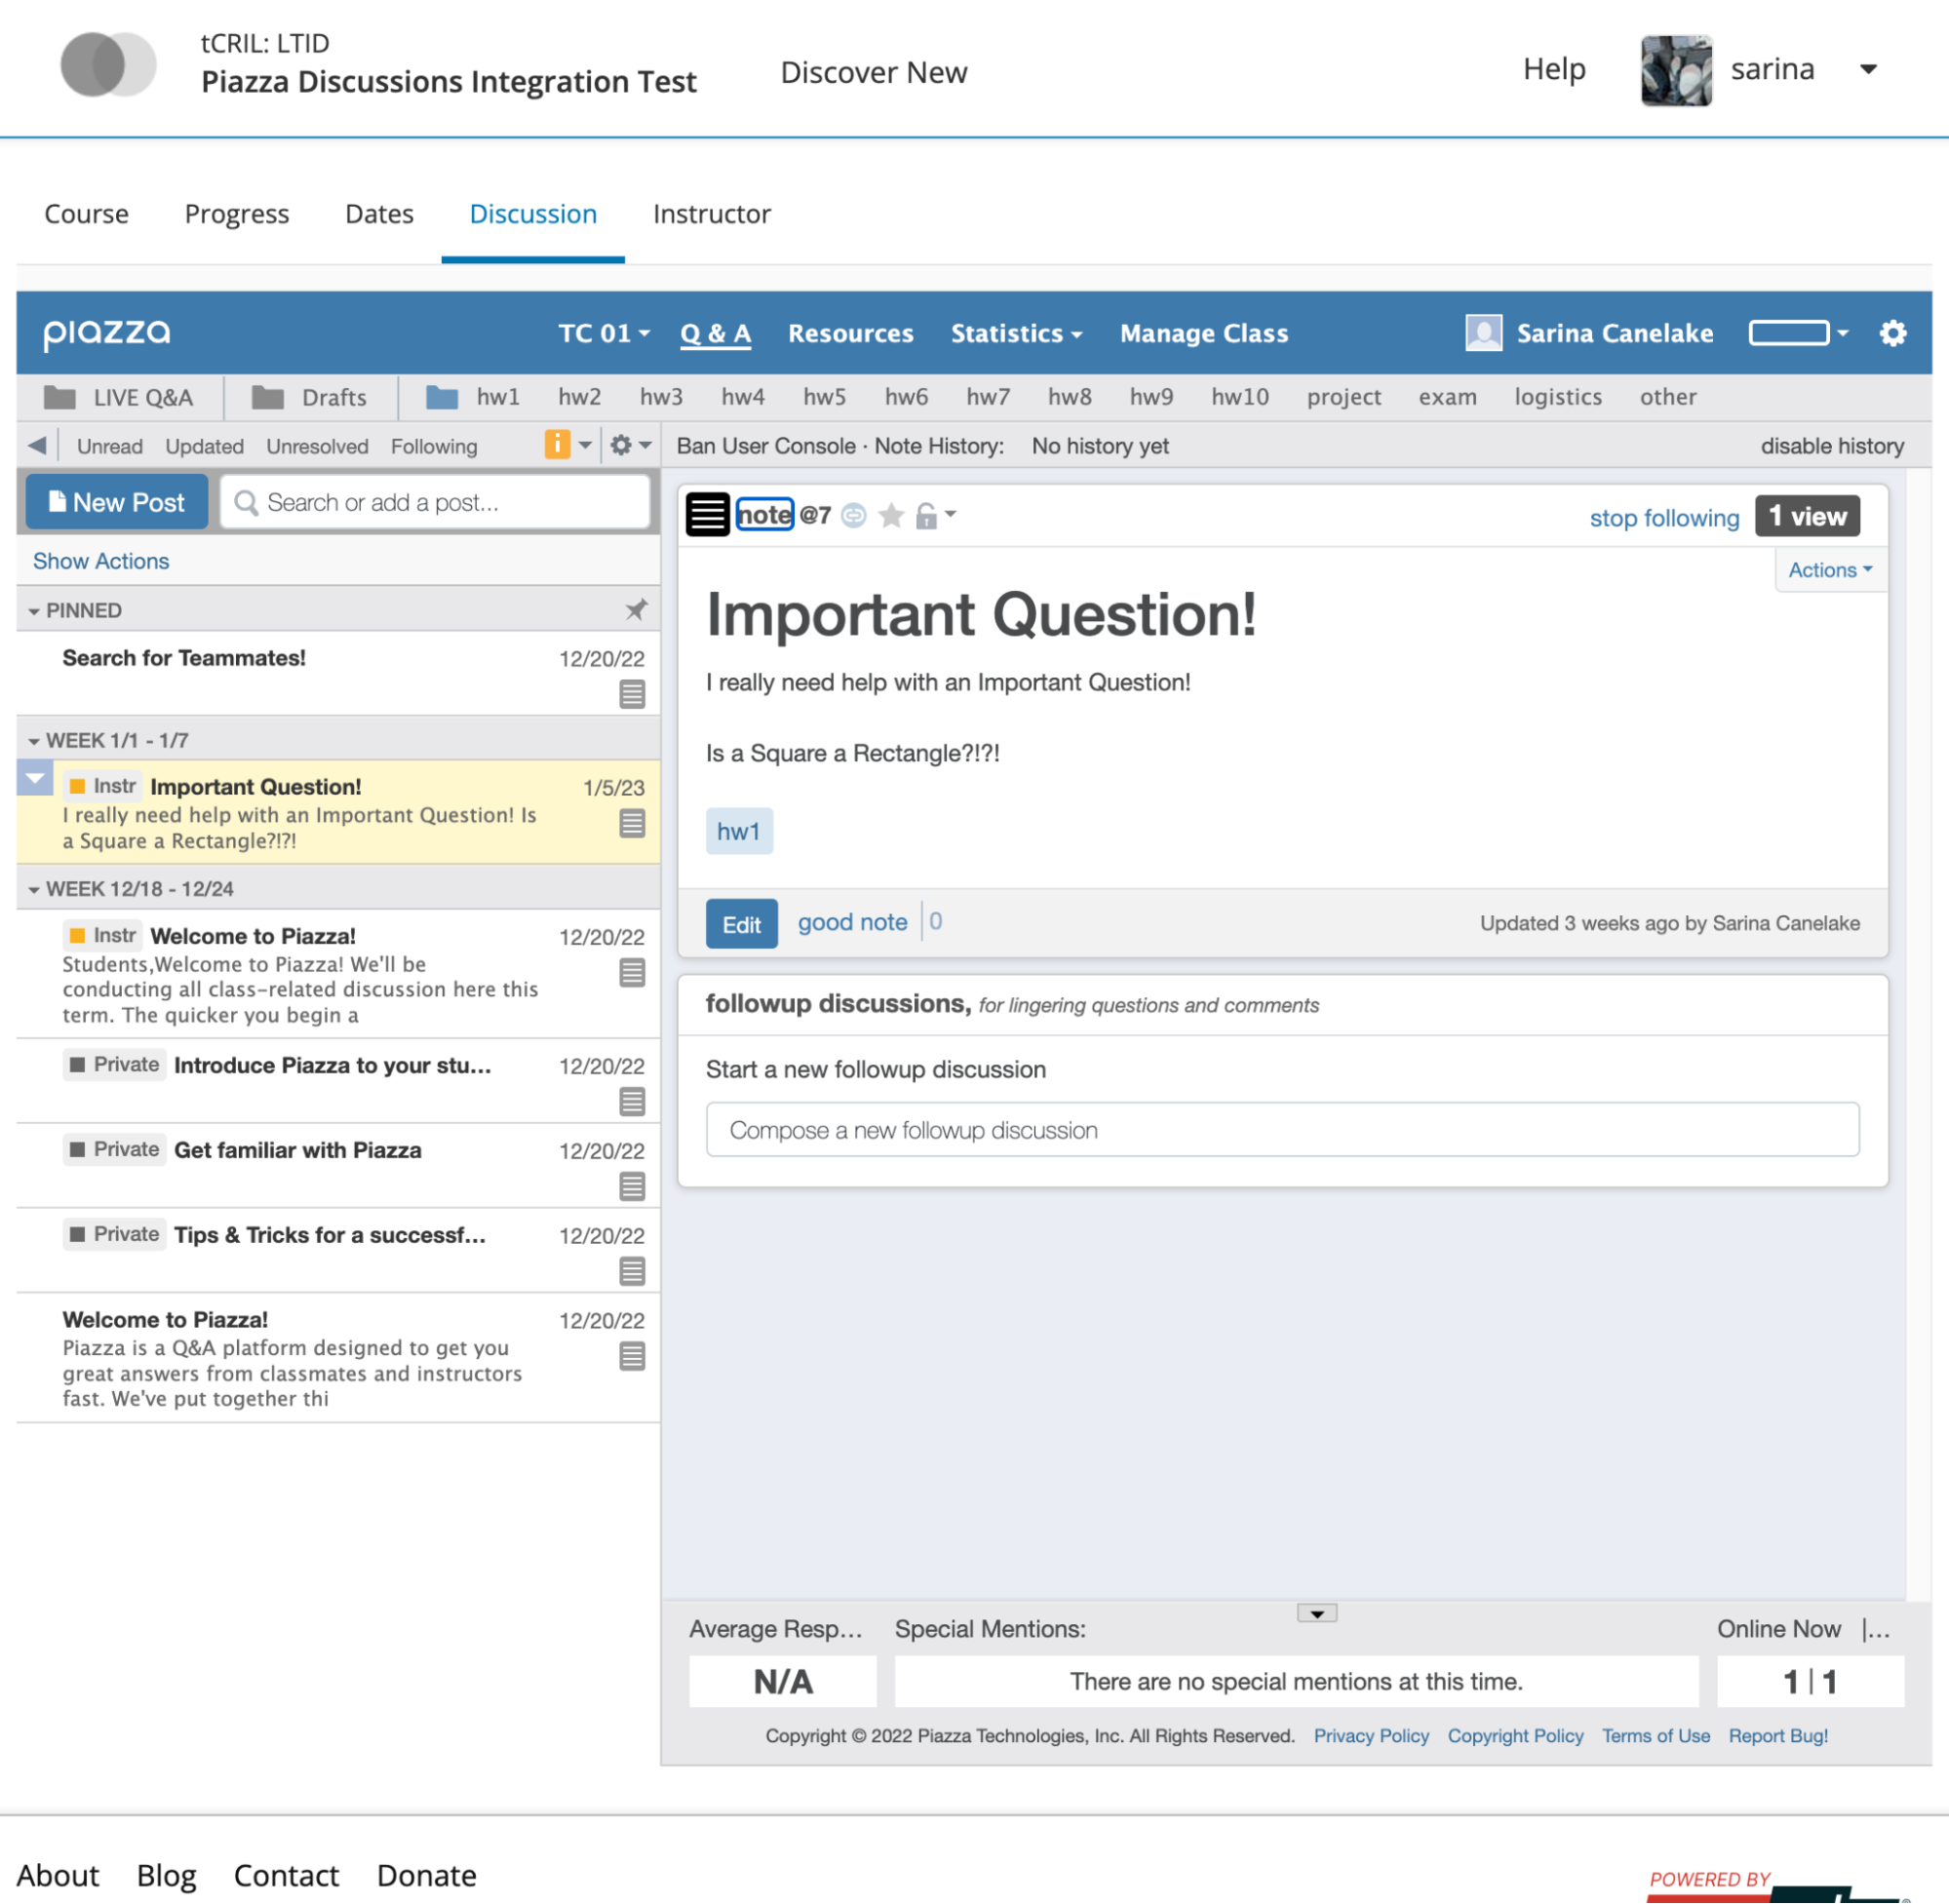 tCRIL: LTID
Piazza Discussions Integration Test
Discover New
Help
sarina
Course Progress Dates Discussion Instructor
piazza
TC 01 Q & A Resources Statistics Manage Class
Sarina Canelake
LIVE Q&A Drafts hw1 hw2 hw3 hw4 hw5 hw6 hw7 hw8 hw9 hw10 project exam logistics other
Unread Updated Unresolved Following i
Ban User Console · Note History: No history yet
disable history
New Post
Search or add a post...
Show Actions
PINNED
Search for Teammates! 12/20/22
WEEK 1/1 - 1/7
Instr Important Question! 1/5/23
I really need help with an Important Question! Is
a Square a Rectangle?!?!
WEEK 12/18 - 12/24
Instr Welcome to Piazza! 12/20/22
Students,Welcome to Piazza! We'll be
conducting all class-related discussion here this
term. The quicker you begin a
Private Introduce Piazza to your stu... 12/20/22
Private Get familiar with Piazza 12/20/22
Private Tips & Tricks for a successf... 12/20/22
Welcome to Piazza! 12/20/22
Piazza is a Q&A platform designed to get you
great answers from classmates and instructors
fast. We've put together thi
note @7
stop following
1 view
Actions
Important Question!
I really need help with an Important Question!
Is a Square a Rectangle?!?!
hw1
Edit good note 0
Updated 3 weeks ago by Sarina Canelake
followup discussions, for lingering questions and comments
Start a new followup discussion
Compose a new followup discussion
Average Resp... Special Mentions: Online Now |...
N/A There are no special mentions at this time. 1 | 1
Copyright © 2022 Piazza Technologies, Inc. All Rights Reserved. Privacy Policy Copyright Policy Terms of Use Report Bug!
About Blog Contact Donate
POWERED BY